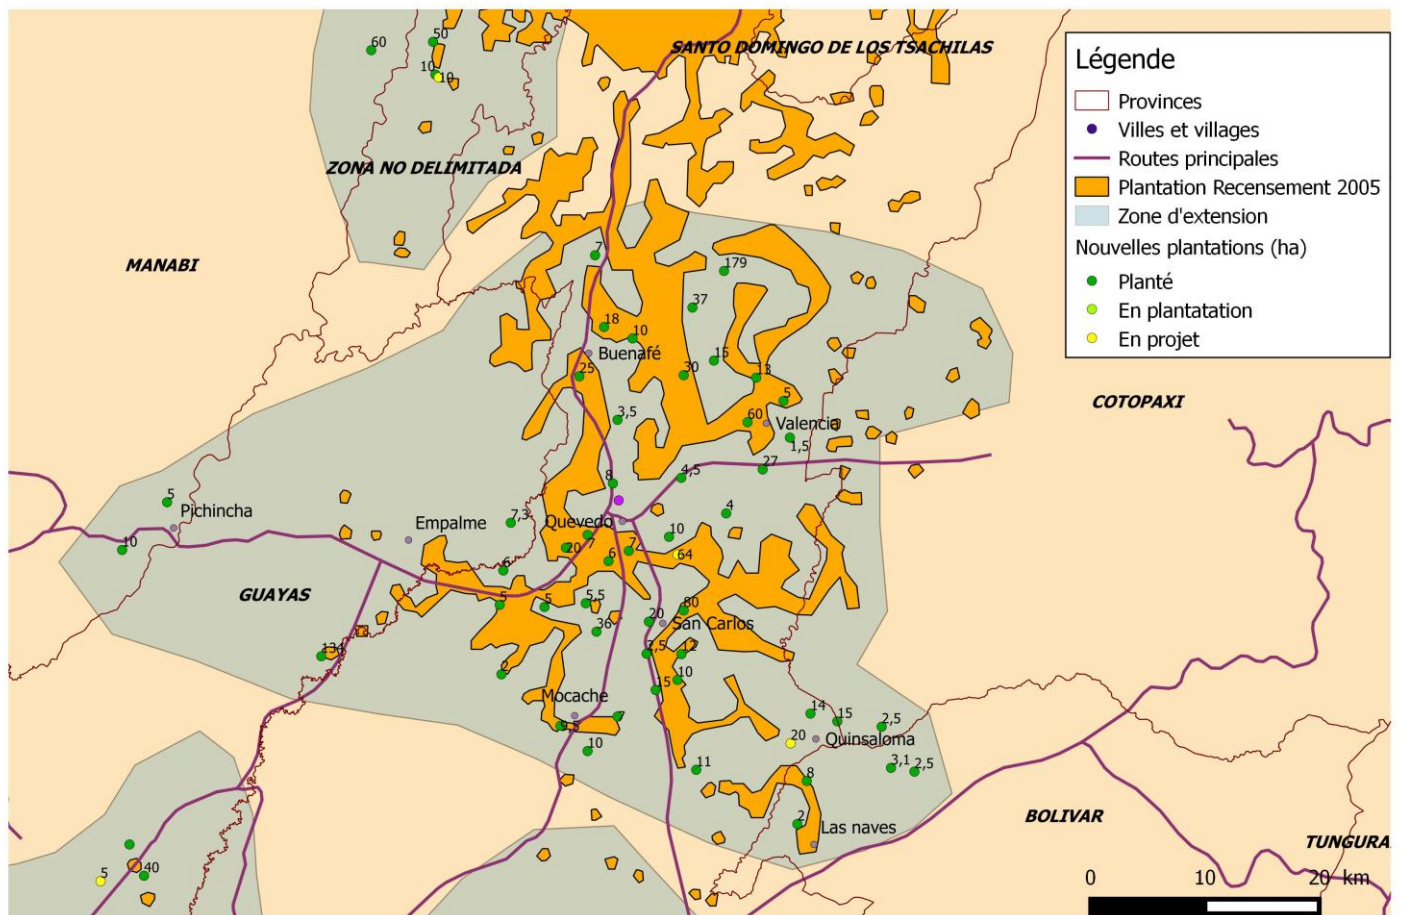 60
50
10
10
SANTO DOMINGO DE LOS TSACHILAS
ZONA NO DELIMITADA
MANABI
Légende
Provinces
Villes et villages
Routes principales
Plantation Recensement 2005
Zone d'extension
Nouvelles plantations (ha)
Planté
En plantatation
En projet
7
179
37
18
10
Buenafé
15
25
30
13
5
3,5
60
Valencia
1,5
COTOPAXI
27
4,5
8
5
Pichincha
7,3
Empalme
Quevedo
4
10
10
7
20
7
6
64
6
GUAYAS
5
5
5,5
80
20
San Carlos
36
134
2,5
12
2
10
15
Mocache
7
9,5
14
15
2,5
20
Quinsaloma
10
11
3,1
2,5
8
2
Las naves
BOLIVAR
TUNGURA
40
5
0
10
20 km